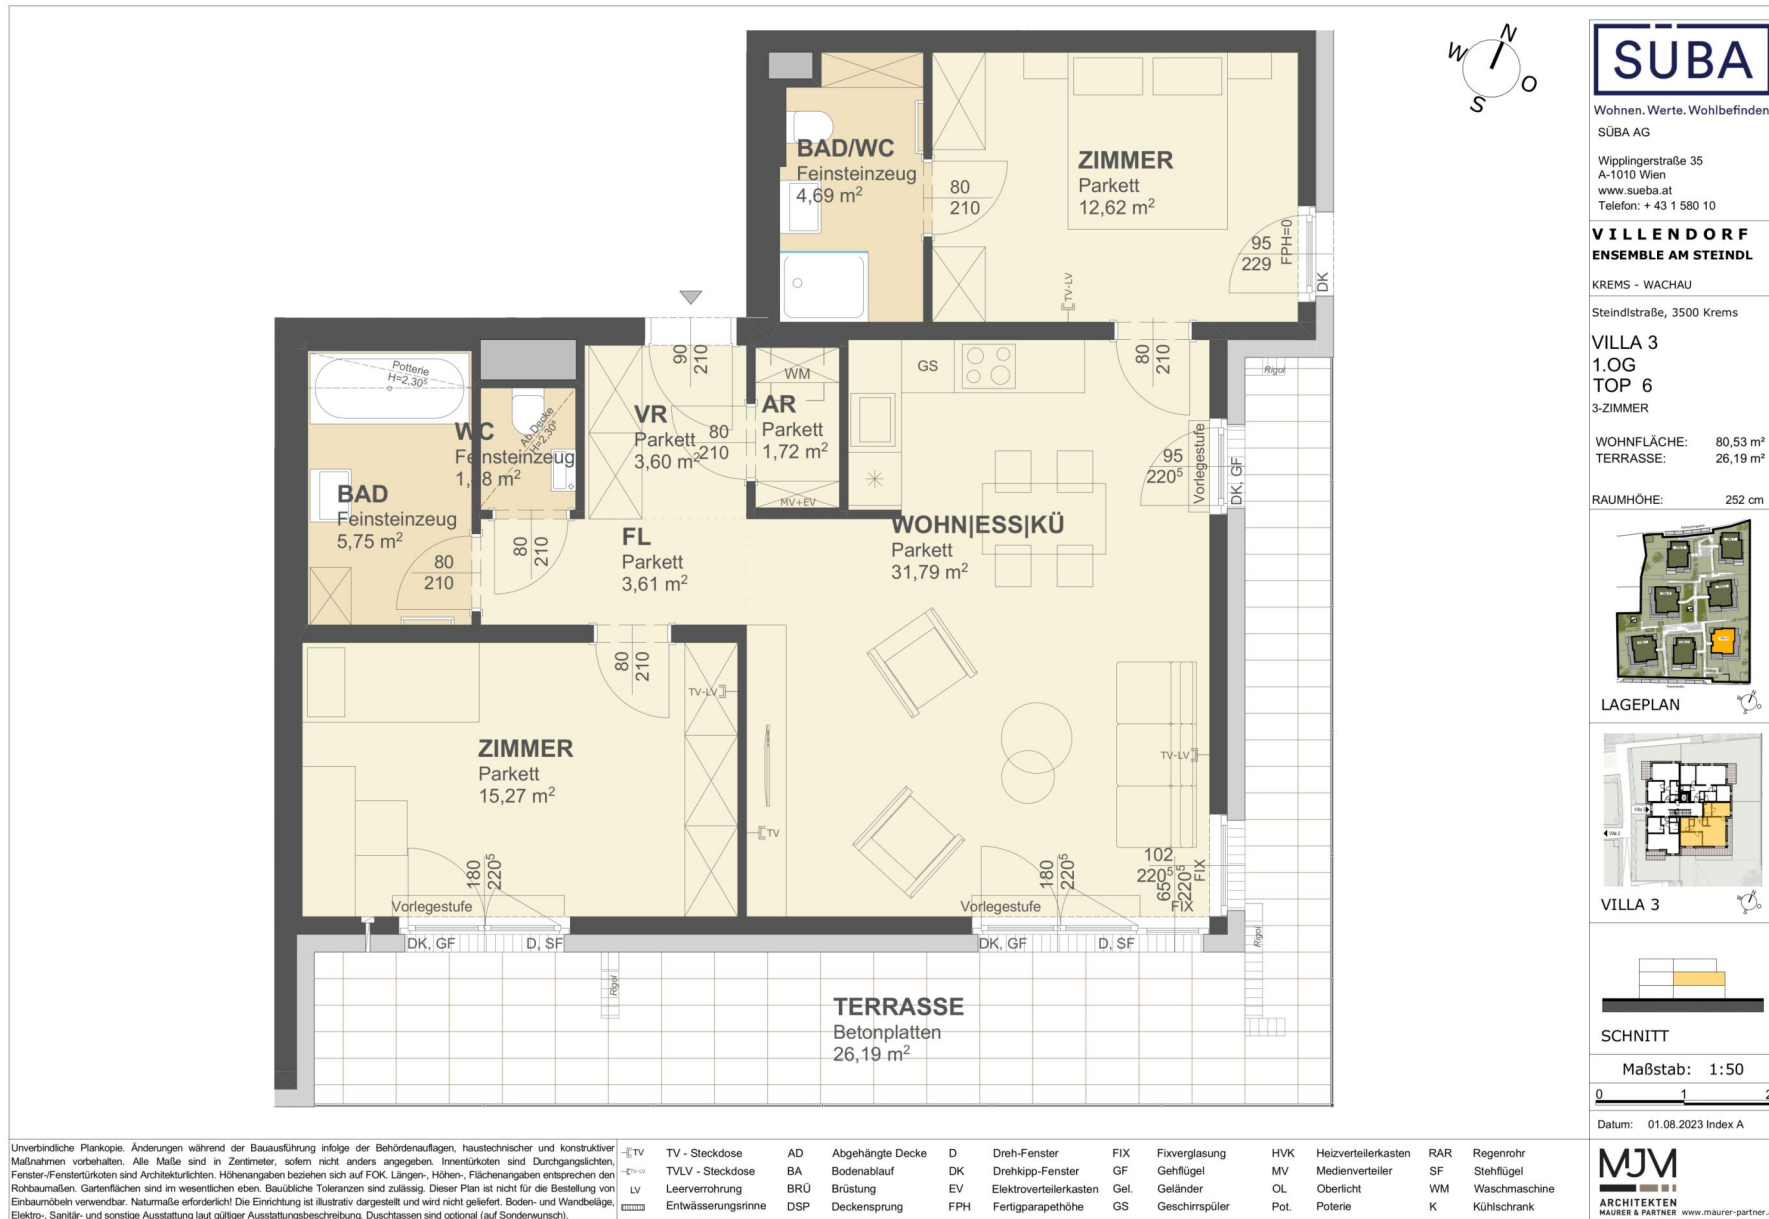 BAD/WC
Feinsteinzeug
4,69 m²
80
210
ZIMMER
Parkett
12,62 m²
95
229
FPH=0
DK
TV-LV
N
W
O
S
90
210
80
210
Potterie
H=2,30⁵
WC
Feinsteinzeug
Ab.Decke
H=2,30⁵
BAD
Feinsteinzeug
5,75 m²
80
210
80
210
VR
Parkett
3,60 m²
80
210
WM
AR
Parkett
1,72 m²
MV+EV
GS
FL
Parkett
3,61 m²
WOHN|ESS|KÜ
Parkett
31,79 m²
95
220⁵
Vorlegestufe
DK, GF
Rigol
80
210
TV-LV
ZIMMER
Parkett
15,27 m²
TV
TV-LV
180
220⁵
Vorlegestufe
DK, GF
D, SF
180
220⁵
Vorlegestufe
DK, GF
D, SF
102
220⁵
FIX
65
220⁵
FIX
Rigol
Rigol
TERRASSE
Betonplatten
26,19 m²
SÜBA
Wohnen. Werte. Wohlbefinden
SÜBA AG
Wipplingerstraße 35
A-1010 Wien
www.sueba.at
Telefon: + 43 1 580 10
VILLENDORF
ENSEMBLE AM STEINDL
KREMS - WACHAU
Steindlstraße, 3500 Krems
VILLA 3
1.OG
TOP 6
3-ZIMMER
WOHNFLÄCHE: 80,53 m²
TERRASSE: 26,19 m²
RAUMHÖHE: 252 cm
LAGEPLAN
VILLA 3
SCHNITT
Maßstab: 1:50
0 1 2
Datum: 01.08.2023 Index A
MJM
ARCHITEKTEN
MAURER & PARTNER www.maurer-partner.
Unverbindliche Plankopie. Änderungen während der Bauausführung infolge der Behördenauflagen, haustechnischer und konstruktiver
Maßnahmen vorbehalten. Alle Maße sind in Zentimeter, sofern nicht anders angegeben. Innentürkoten sind Durchgangslichten,
Fenster-/Fenstertürkoten sind Architekturlichten. Höhenangaben beziehen sich auf FOK. Längen-, Höhen-, Flächenangaben entsprechen den
Rohbaumaßen. Gartenflächen sind im wesentlichen eben. Bauübliche Toleranzen sind zulässig. Dieser Plan ist nicht für die Bestellung von
Einbaumöbeln verwendbar. Naturmaße erforderlich! Die Einrichtung ist illustrativ dargestellt und wird nicht geliefert. Boden- und Wandbeläge,
Elektro-, Sanitär- und sonstige Ausstattung laut gültiger Ausstattungsbeschreibung. Duschtassen sind optional (auf Sonderwunsch).
TV TV - Steckdose
TV-LV TVLV - Steckdose
LV Leerverrohrung
Entwässerungsrinne
AD Abgehängte Decke
BA Bodenablauf
BRÜ Brüstung
DSP Deckensprung
D Dreh-Fenster
DK Drehkipp-Fenster
EV Elektroverteilerkasten
FPH Fertigparapethöhe
FIX Fixverglasung
GF Gehflügel
Gel. Geländer
GS Geschirrspüler
HVK Heizverteilerkasten
MV Medienverteiler
OL Oberlicht
Pot. Poterie
RAR Regenrohr
SF Stehflügel
WM Waschmaschine
K Kühlschrank